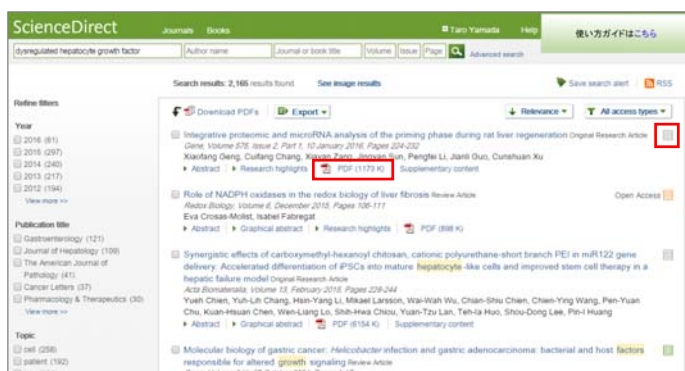 ScienceDirect
Journals Books
Taro Yamada Help
使い方ガイドはこちら
dysregulated hepatocyte growth factor
Author name
Journal or book title
Volume
Issue
Page
Advanced search
Search results: 2,165 results found. See image results
Save search alert RSS
Refine filters
Download PDFs
Export
Relevance
All access types
Year
2016 (61)
2015 (297)
2014 (240)
2013 (217)
2012 (194)
View more >>
Integrative proteomic and microRNA analysis of the priming phase during rat liver regeneration Original Research Article
Gene, Volume 575, Issue 2, Part 1, 10 January 2016, Pages 224-232
Xiaofang Geng, Cuifang Chang, Xiayan Zang, Jingyan Sun, Pengfei Li, Jianli Guo, Cunshuan Xu
Abstract Research highlights PDF (1173 K) Supplementary content
Role of NADPH oxidases in the redox biology of liver fibrosis Review Article
Open Access
Redox Biology, Volume 6, December 2015, Pages 106-111
Eva Crosas-Molist, Isabel Fabregat
Abstract Graphical abstract Research highlights PDF (898 K)
Publication title
Gastroenterology (121)
Journal of Hepatology (109)
The American Journal of
Pathology (41)
Cancer Letters (37)
Pharmacology & Therapeutics (30)
View more >>
Synergistic effects of carboxymethyl-hexanoyl chitosan, cationic polyurethane-short branch PEI in miR122 gene
delivery: Accelerated differentiation of iPSCs into mature hepatocyte-like cells and improved stem cell therapy in a
hepatic failure model Original Research Article
Acta Biomaterialia, Volume 13, February 2015, Pages 228-244
Yueh Chien, Yuh-Lih Chang, Hsin-Yang Li, Mikael Larsson, Wai-Wah Wu, Chian-Shiu Chien, Chien-Ying Wang, Pen-Yuan
Chu, Kuan-Hsuan Chen, Wen-Liang Lo, Shih-Hwa Chiou, Yuan-Tzu Lan, Teh-Ia Huo, Shou-Dong Lee, Pin-I Huang
Abstract Graphical abstract PDF (6154 K) Supplementary content
Topic
cell (258)
patient (192)
Molecular biology of gastric cancer: Helicobacter infection and gastric adenocarcinoma: bacterial and host factors
responsible for altered growth signaling Review Article